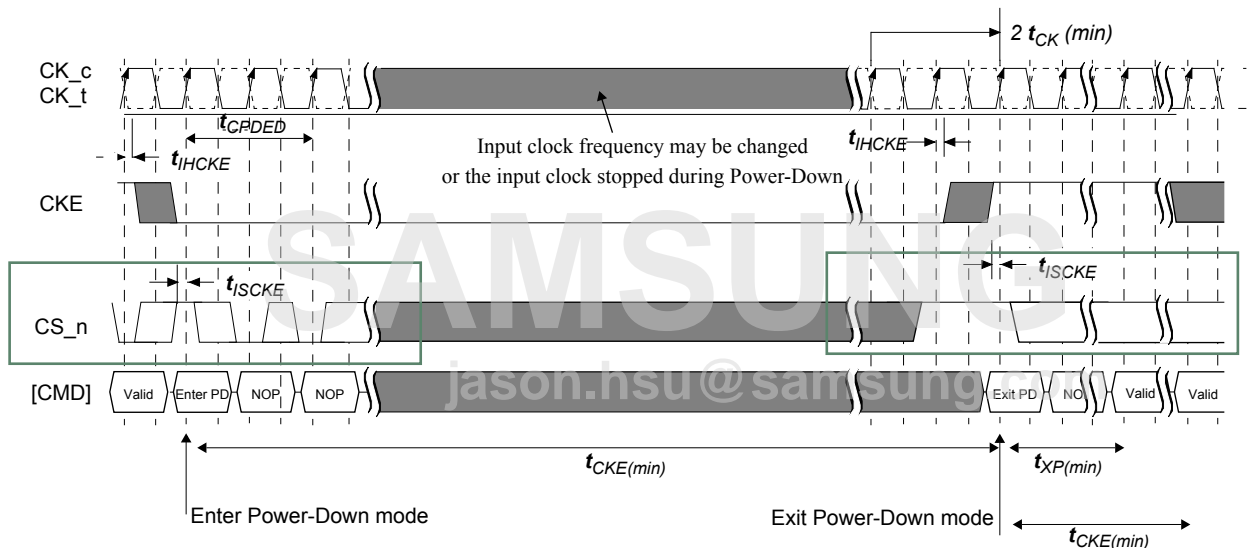 2 tCK (min)
CK_c
CK_t
tCPDED
tIHCKE
Input clock frequency may be changed
or the input clock stopped during Power-Down
tIHCKE
CKE
SAMSUNG
tISCKE
tISCKE
CS_n
jason.hsu@samsung.com
[CMD]
Valid
Enter PD
NOP
NOP
Exit PD
NO
Valid
Valid
tCKE(min)
tXP(min)
Enter Power-Down mode
Exit Power-Down mode
tCKE(min)